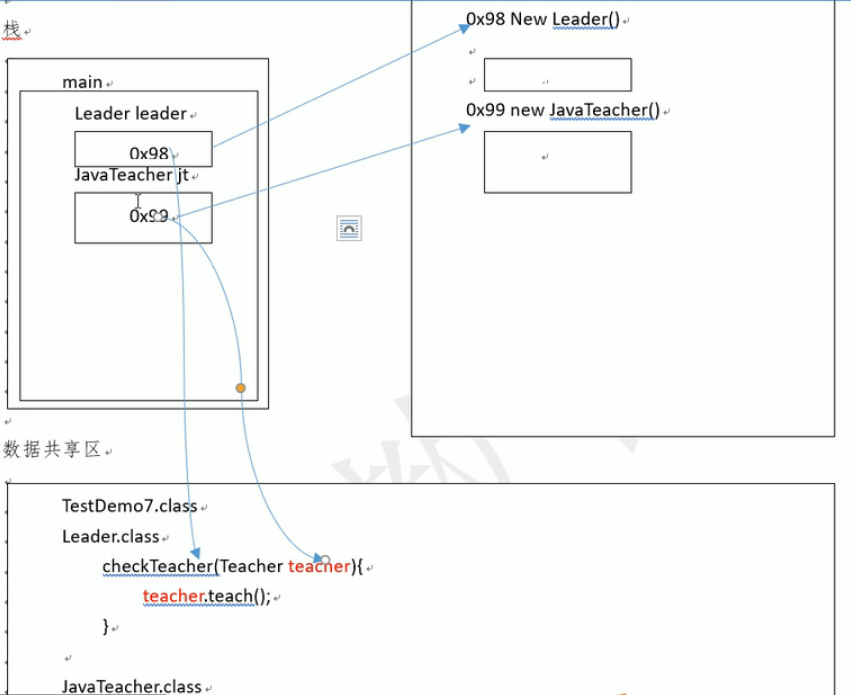 栈
main
Leader leader
0x98
JavaTeacher jt
0x99
0x98 New Leader()
0x99 new JavaTeacher()
数据共享区
TestDemo7.class
Leader.class
checkTeacher(Teacher teacher){
teacher.teach();
}
JavaTeacher.class